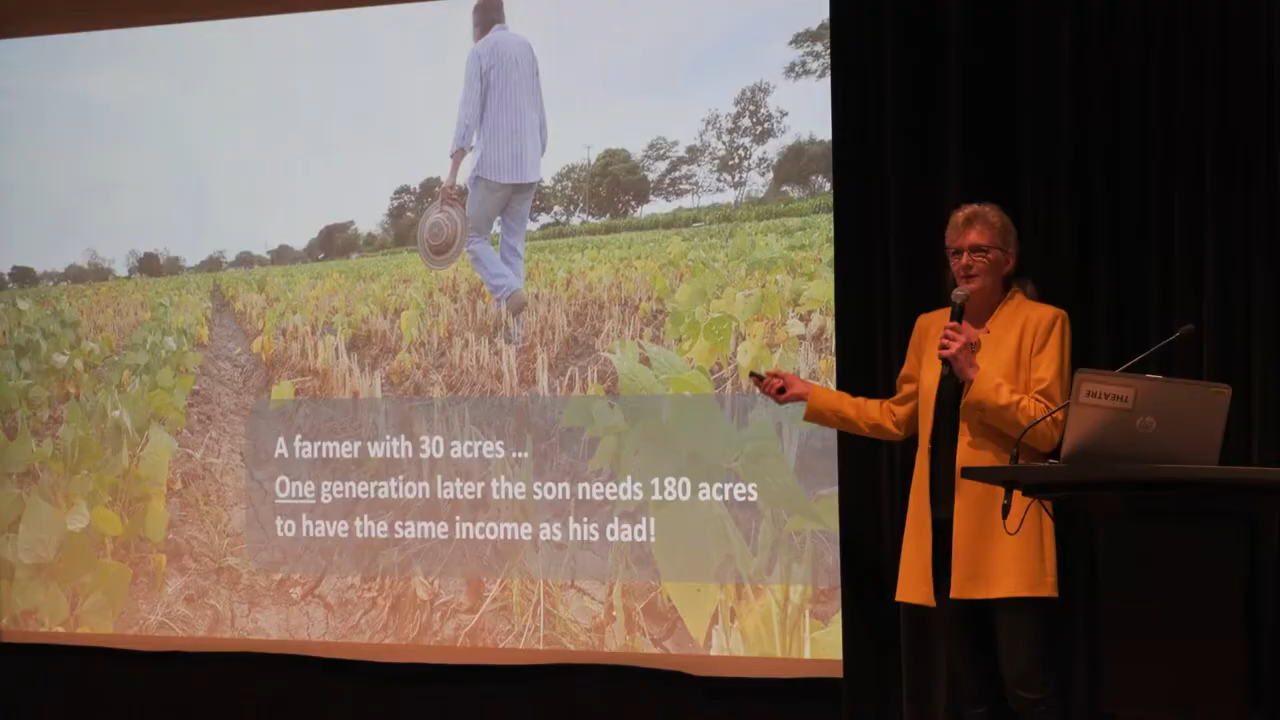 A farmer with 30 acres ...
One generation later the son needs 180 acres
to have the same income as his dad!
THEATRE
hp